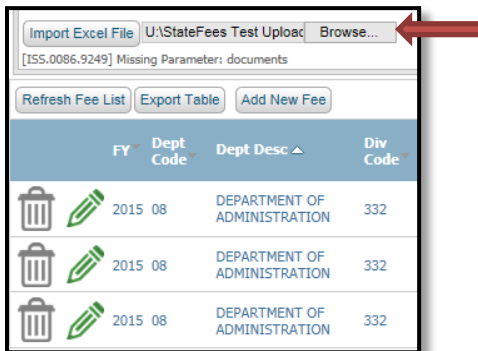 Import Excel File U:\StateFees Test Uploac Browse...
[ISS.0086.9249] Missing Parameter: documents
Refresh Fee List Export Table Add New Fee
FY Dept Code Dept Desc Div Code
2015 08 DEPARTMENT OF ADMINISTRATION 332
2015 08 DEPARTMENT OF ADMINISTRATION 332
2015 08 DEPARTMENT OF ADMINISTRATION 332